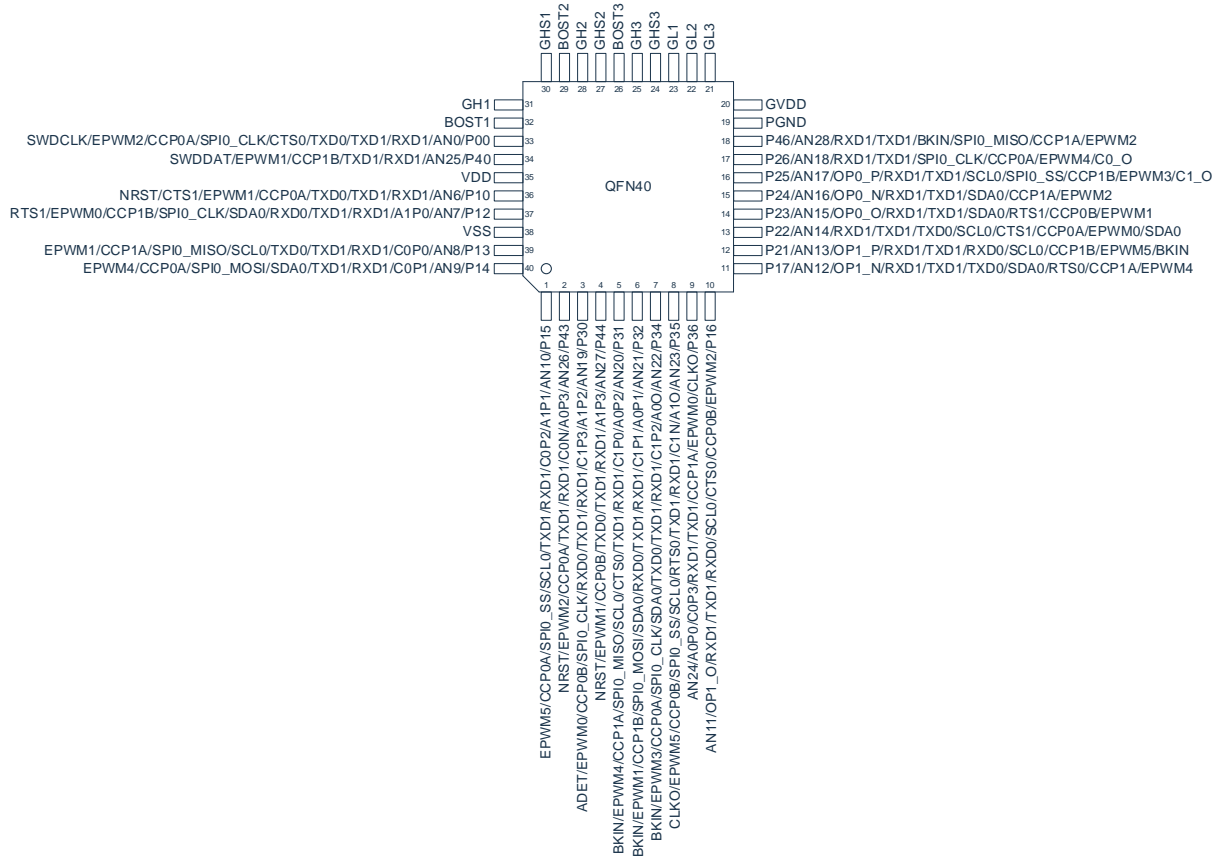 GHS1
BOST2
GH2
GHS2
BOST3
GH3
GHS3
GL1
GL2
GL3
30 29 28 27 26 25 24 23 22 21
GH1 31
BOST1 32
SWDCLK/EPWM2/CCP0A/SPI0_CLK/CTS0/TXD0/TXD1/RXD1/AN0/P00 33
SWDDAT/EPWM1/CCP1B/TXD1/RXD1/AN25/P40 34
VDD 35
NRST/CTS1/EPWM1/CCP0A/TXD0/TXD1/RXD1/AN6/P10 36
RTS1/EPWM0/CCP1B/SPI0_CLK/SDA0/RXD0/TXD1/RXD1/A1P0/AN7/P12 37
VSS 38
EPWM1/CCP1A/SPI0_MISO/SCL0/TXD0/TXD1/RXD1/C0P0/AN8/P13 39
EPWM4/CCP0A/SPI0_MOSI/SDA0/TXD1/RXD1/C0P1/AN9/P14 40
QFN40
20 GVDD
19 PGND
18 P46/AN28/RXD1/TXD1/BKIN/SPI0_MISO/CCP1A/EPWM2
17 P26/AN18/RXD1/TXD1/SPI0_CLK/CCP0A/EPWM4/C0_O
16 P25/AN17/OP0_P/RXD1/TXD1/SCL0/SPI0_SS/CCP1B/EPWM3/C1_O
15 P24/AN16/OP0_N/RXD1/TXD1/SDA0/CCP1A/EPWM2
14 P23/AN15/OP0_O/RXD1/TXD1/SDA0/RTS1/CCP0B/EPWM1
13 P22/AN14/RXD1/TXD1/TXD0/SCL0/CTS1/CCP0A/EPWM0/SDA0
12 P21/AN13/OP1_P/RXD1/TXD1/RXD0/SCL0/CCP1B/EPWM5/BKIN
11 P17/AN12/OP1_N/RXD1/TXD1/TXD0/SDA0/RTS0/CCP1A/EPWM4
1 2 3 4 5 6 7 8 9 10
EPWM5/CCP0A/SPI0_SS/SCL0/TXD1/RXD1/C0P2/A1P1/AN10/P15
NRST/EPWM2/CCP0A/TXD1/RXD1/C0N/A0P3/AN26/P43
ADET/EPWM0/CCP0B/SPI0_CLK/RXD0/TXD1/RXD1/C1P3/A1P2/AN19/P30
NRST/EPWM1/CCP0B/TXD0/TXD1/RXD1/A1P3/AN27/P44
BKIN/EPWM4/CCP1A/SPI0_MISO/SCL0/CTS0/TXD1/RXD1/C1P0/A0P2/AN20/P31
BKIN/EPWM1/CCP1B/SPI0_MOSI/SDA0/RXD0/TXD1/RXD1/C1P1/A0P1/AN21/P32
BKIN/EPWM3/CCP0A/SPI0_CLK/SDA0/TXD0/TXD1/RXD1/C1P2/A0O/AN22/P34
CLKO/EPWM5/CCP0B/SPI0_SS/SCL0/RTS0/TXD1/RXD1/C1N/A1O/AN23/P35
AN24/A0P0/C0P3/RXD1/TXD1/CCP1A/EPWM0/CLKO/P36
AN11/OP1_O/RXD1/TXD1/RXD0/SCL0/CTS0/CCP0B/EPWM2/P16